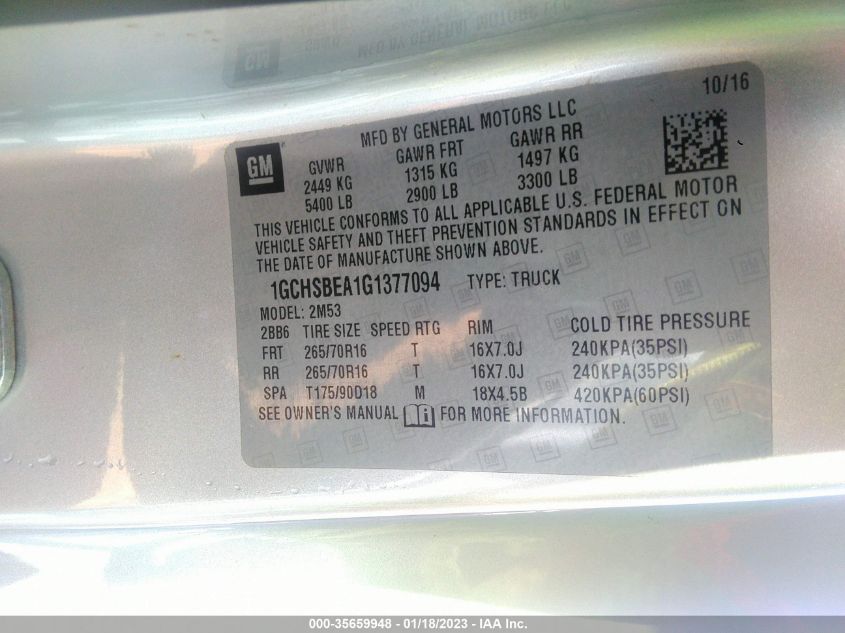 10/16
MFD BY GENERAL MOTORS LLC
GM
GVWR GAWR FRT GAWR RR
2449 KG 1315 KG 1497 KG
5400 LB 2900 LB 3300 LB
THIS VEHICLE CONFORMS TO ALL APPLICABLE U.S. FEDERAL MOTOR
VEHICLE SAFETY AND THEFT PREVENTION STANDARDS IN EFFECT ON
THE DATE OF MANUFACTURE SHOWN ABOVE.
1GCHSBEA1G1377094 TYPE: TRUCK
MODEL: 2M53
2BB6 TIRE SIZE SPEED RTG RIM COLD TIRE PRESSURE
FRT 265/70R16 T 16X7.0J 240KPA(35PSI)
RR 265/70R16 T 16X7.0J 240KPA(35PSI)
SPA T175/90D18 M 18X4.5B 420KPA(60PSI)
SEE OWNER'S MANUAL FOR MORE INFORMATION.
000-35659948 - 01/18/2023 - IAA Inc.